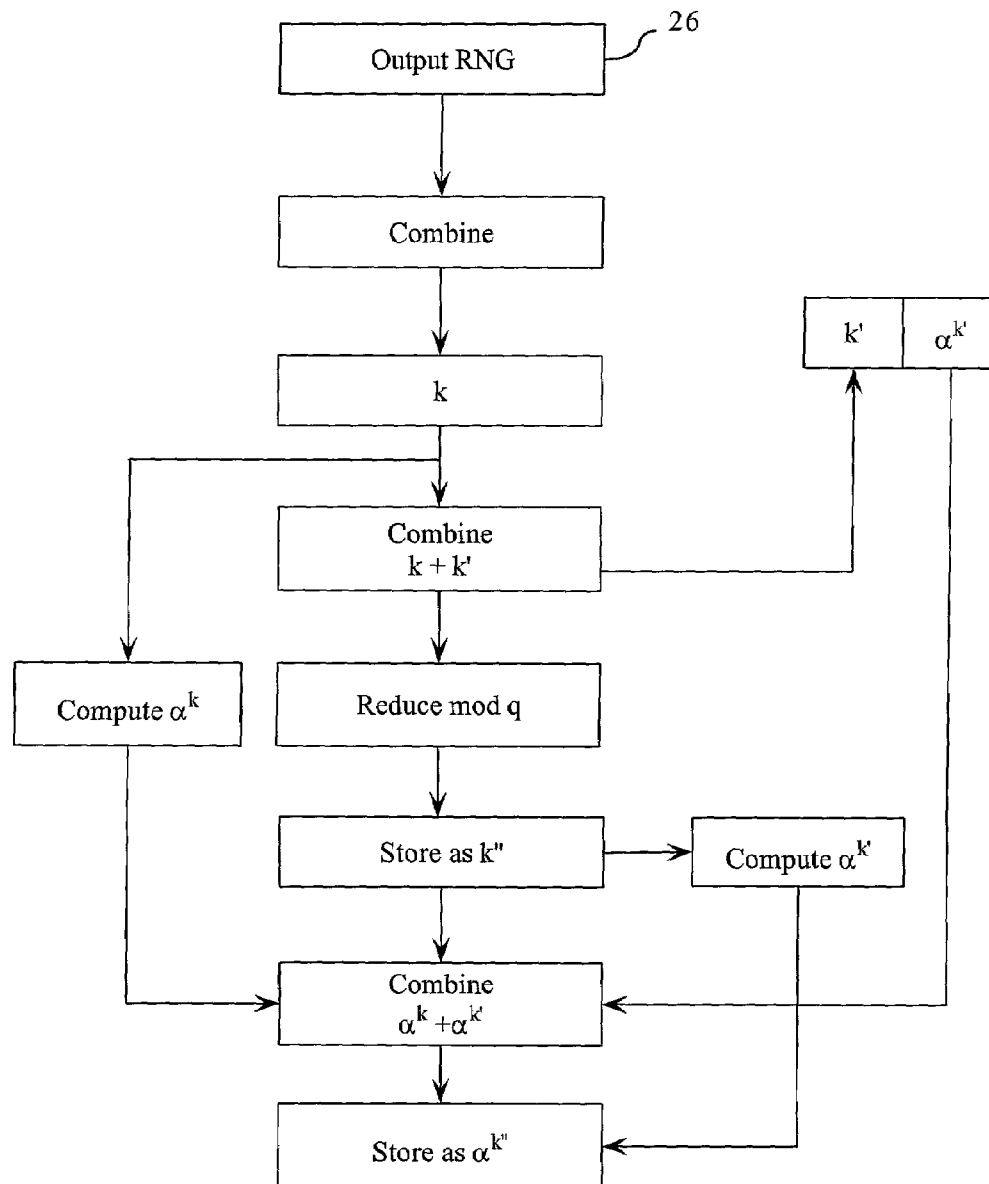 26
Output RNG
Combine
k' α^k'
k
Combine
k + k'
Compute α^k
Reduce mod q
Store as k"
Compute α^k'
Combine
α^k +α^k'
Store as α^k"